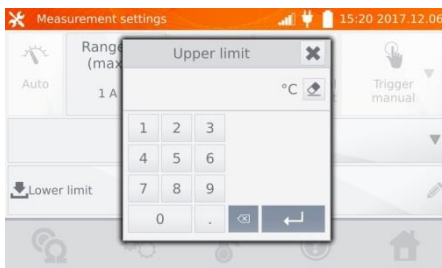 Measurement settings 15:20 2017.12.06
Upper limit
°C
Auto
Range
(max
1 A
Trigger
manual
1 2 3
4 5 6
7 8 9
0 .
Lower limit